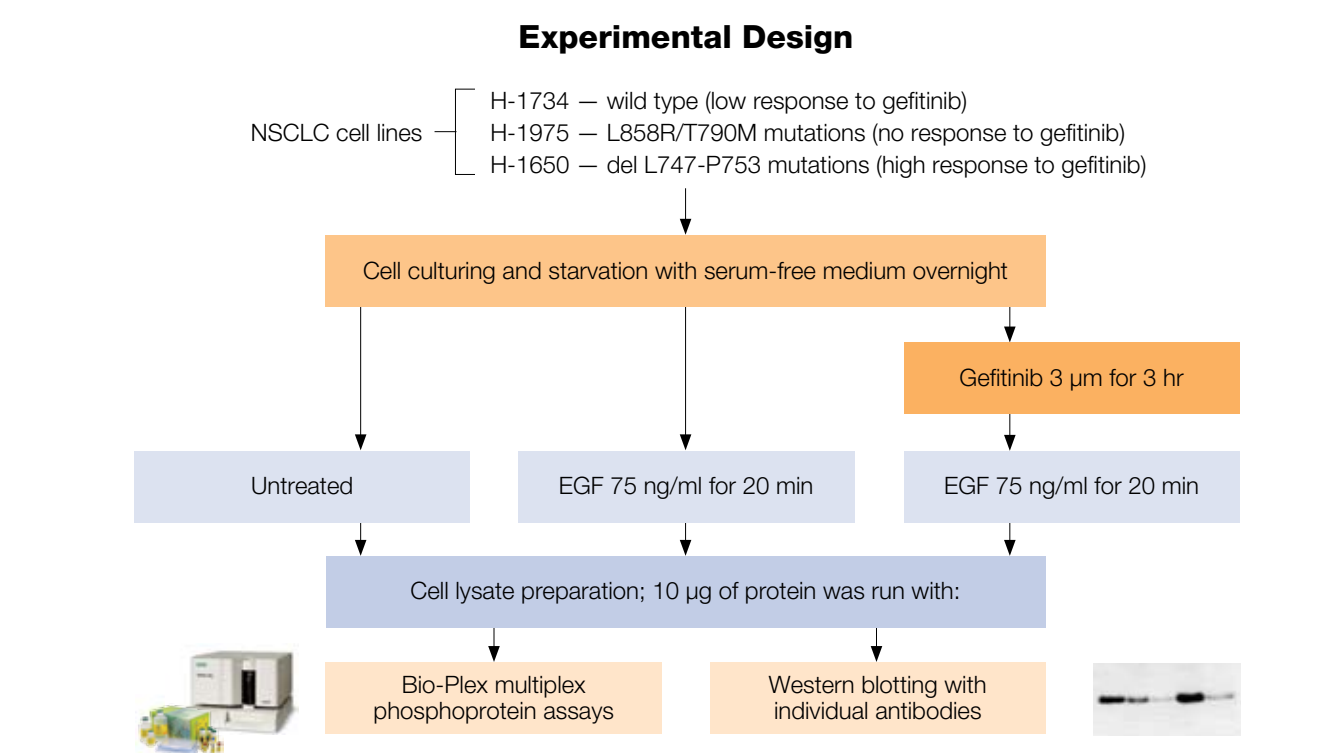 Experimental Design
NSCLC cell lines
H-1734 — wild type (low response to gefitinib)
H-1975 — L858R/T790M mutations (no response to gefitinib)
H-1650 — del L747-P753 mutations (high response to gefitinib)
Cell culturing and starvation with serum-free medium overnight
Gefitinib 3 µm for 3 hr
Untreated
EGF 75 ng/ml for 20 min
EGF 75 ng/ml for 20 min
Cell lysate preparation; 10 µg of protein was run with:
Bio-Plex multiplex
phosphoprotein assays
Western blotting with
individual antibodies